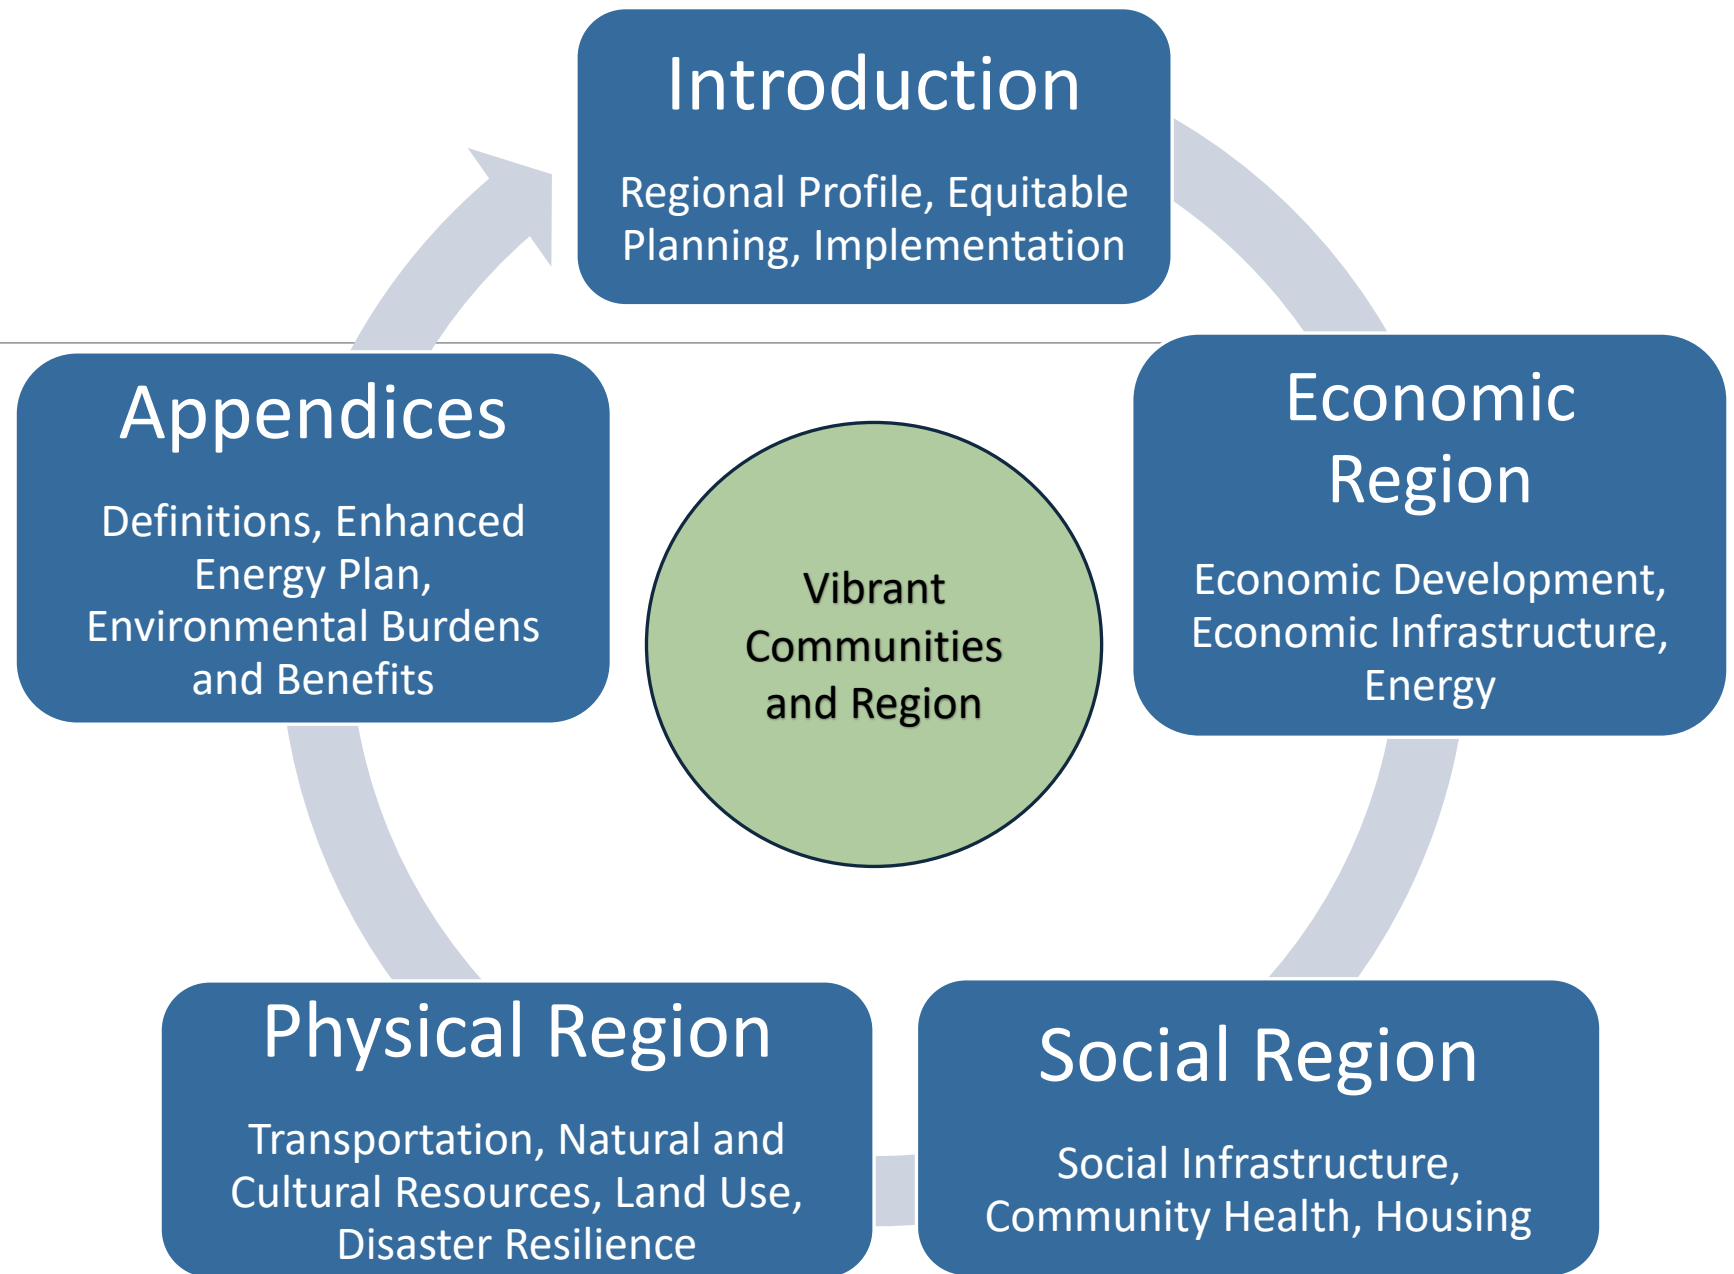 Introduction
Regional Profile, Equitable
Planning, Implementation
Economic
Region
Economic Development,
Economic Infrastructure,
Energy
Social Region
Social Infrastructure,
Community Health, Housing
Physical Region
Transportation, Natural and
Cultural Resources, Land Use,
Disaster Resilience
Appendices
Definitions, Enhanced
Energy Plan,
Environmental Burdens
and Benefits
Vibrant
Communities
and Region